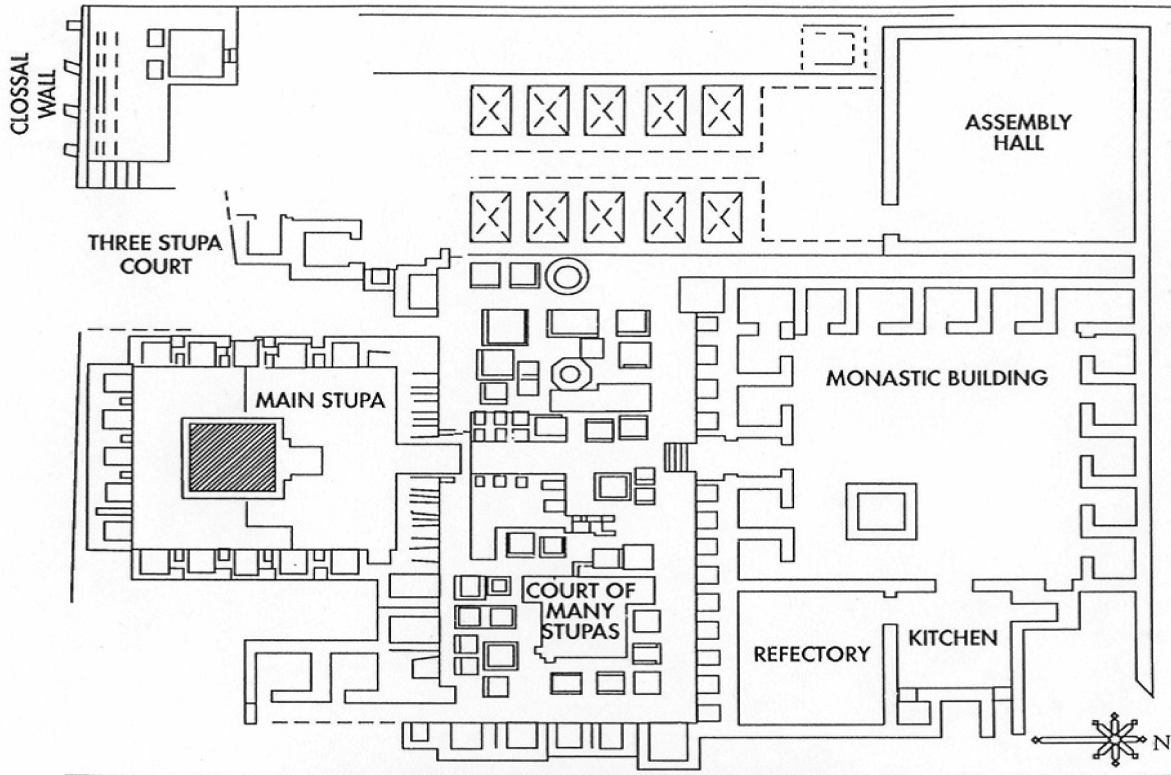 CLOSSAL
WALL
ASSEMBLY
HALL
THREE STUPA
COURT
MAIN STUPA
MONASTIC BUILDING
COURT OF
MANY
STUPAS
REFECTORY
KITCHEN
N